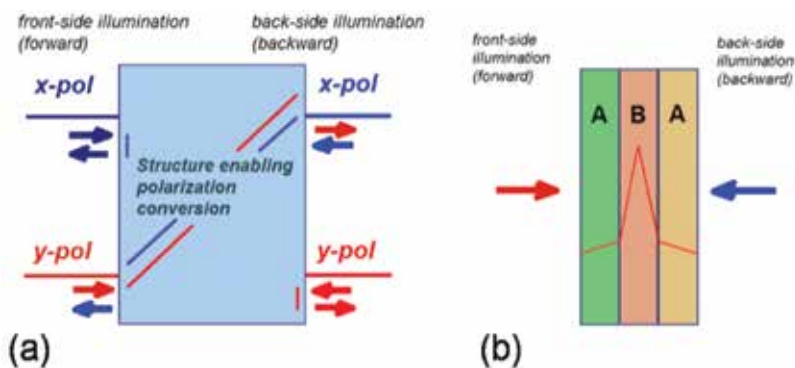 front-side illumination
(forward)
back-side illumination
(backward)
x-pol
x-pol
Structure enabling
polarization
conversion
y-pol
y-pol
(a)
front-side
illumination
(forward)
back-side
illumination
(backward)
A B A
(b)